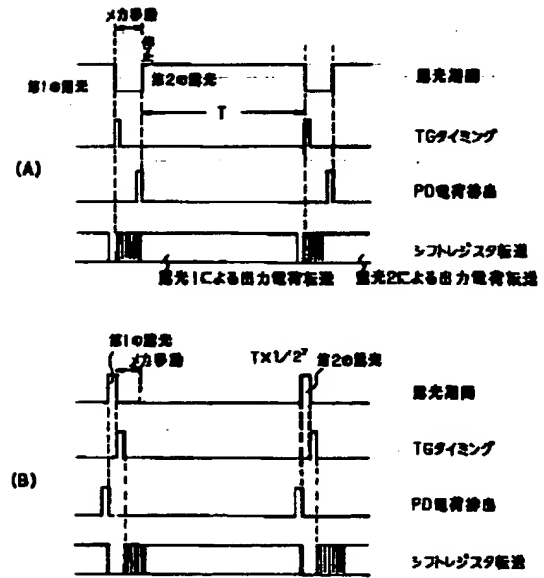 メカ移動
停止
第1の露光
第2の露光
露光期間
T
TGタイミング
(A)
PD電荷排出
シフトレジスタ転送
露光1による出力電荷転送
露光2による出力電荷転送
第1の露光
メカ移動
T×1/2⁷
第2の露光
露光期間
TGタイミング
(B)
PD電荷排出
シフトレジスタ転送